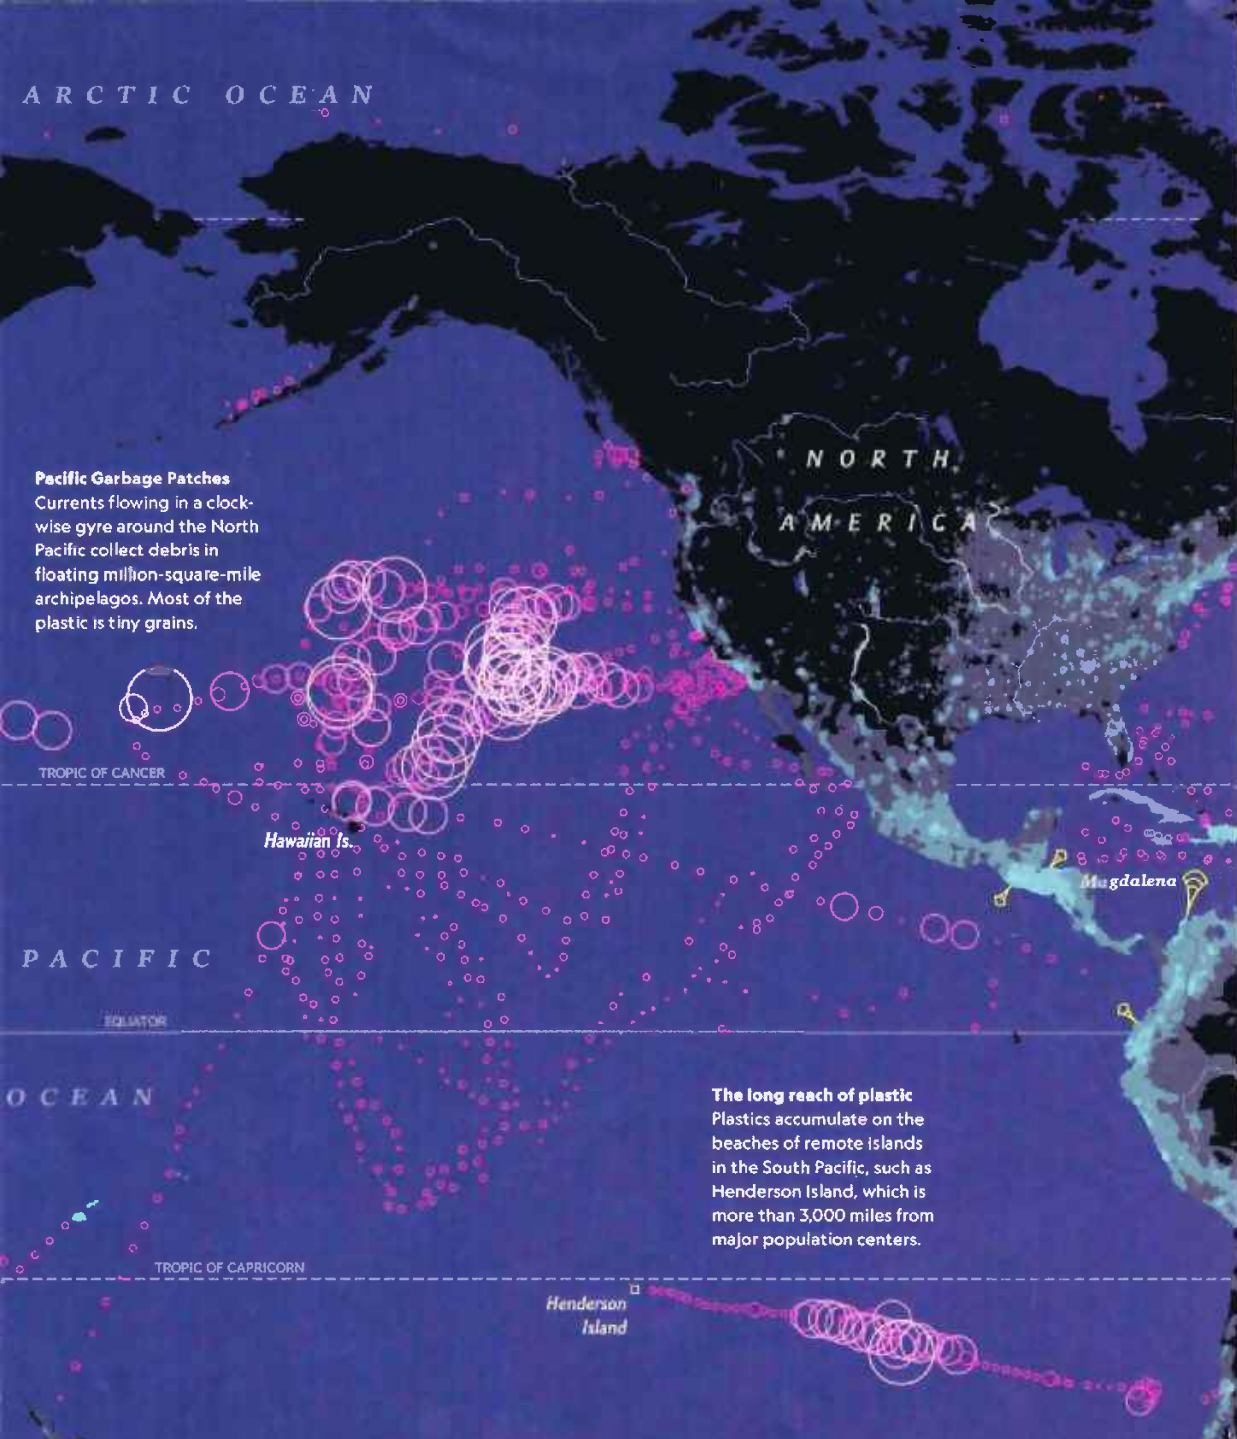 ARCTIC OCEAN
Pacific Garbage Patches
Currents flowing in a clock-
wise gyre around the North
Pacific collect debris in
floating million-square-mile
archipelagos. Most of the
plastic is tiny grains.
NORTH
AMERICA
TROPIC OF CANCER
Hawaiian Is.
Magdalena
PACIFIC
EQUATOR
OCEAN
The long reach of plastic
Plastics accumulate on the
beaches of remote islands
in the South Pacific, such as
Henderson Island, which is
more than 3,000 miles from
major population centers.
TROPIC OF CAPRICORN
Henderson
Island